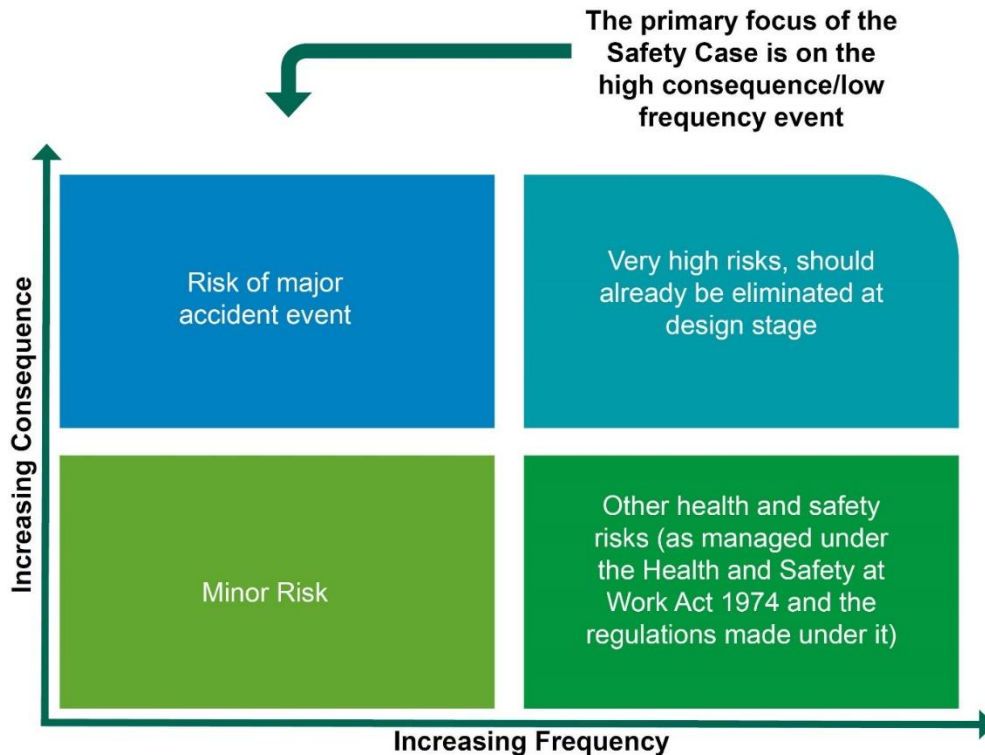 The primary focus of the
Safety Case is on the
high consequence/low
frequency event
Increasing Consequence
Risk of major
accident event
Very high risks, should
already be eliminated at
design stage
Minor Risk
Other health and safety
risks (as managed under
the Health and Safety at
Work Act 1974 and the
regulations made under it)
Increasing Frequency